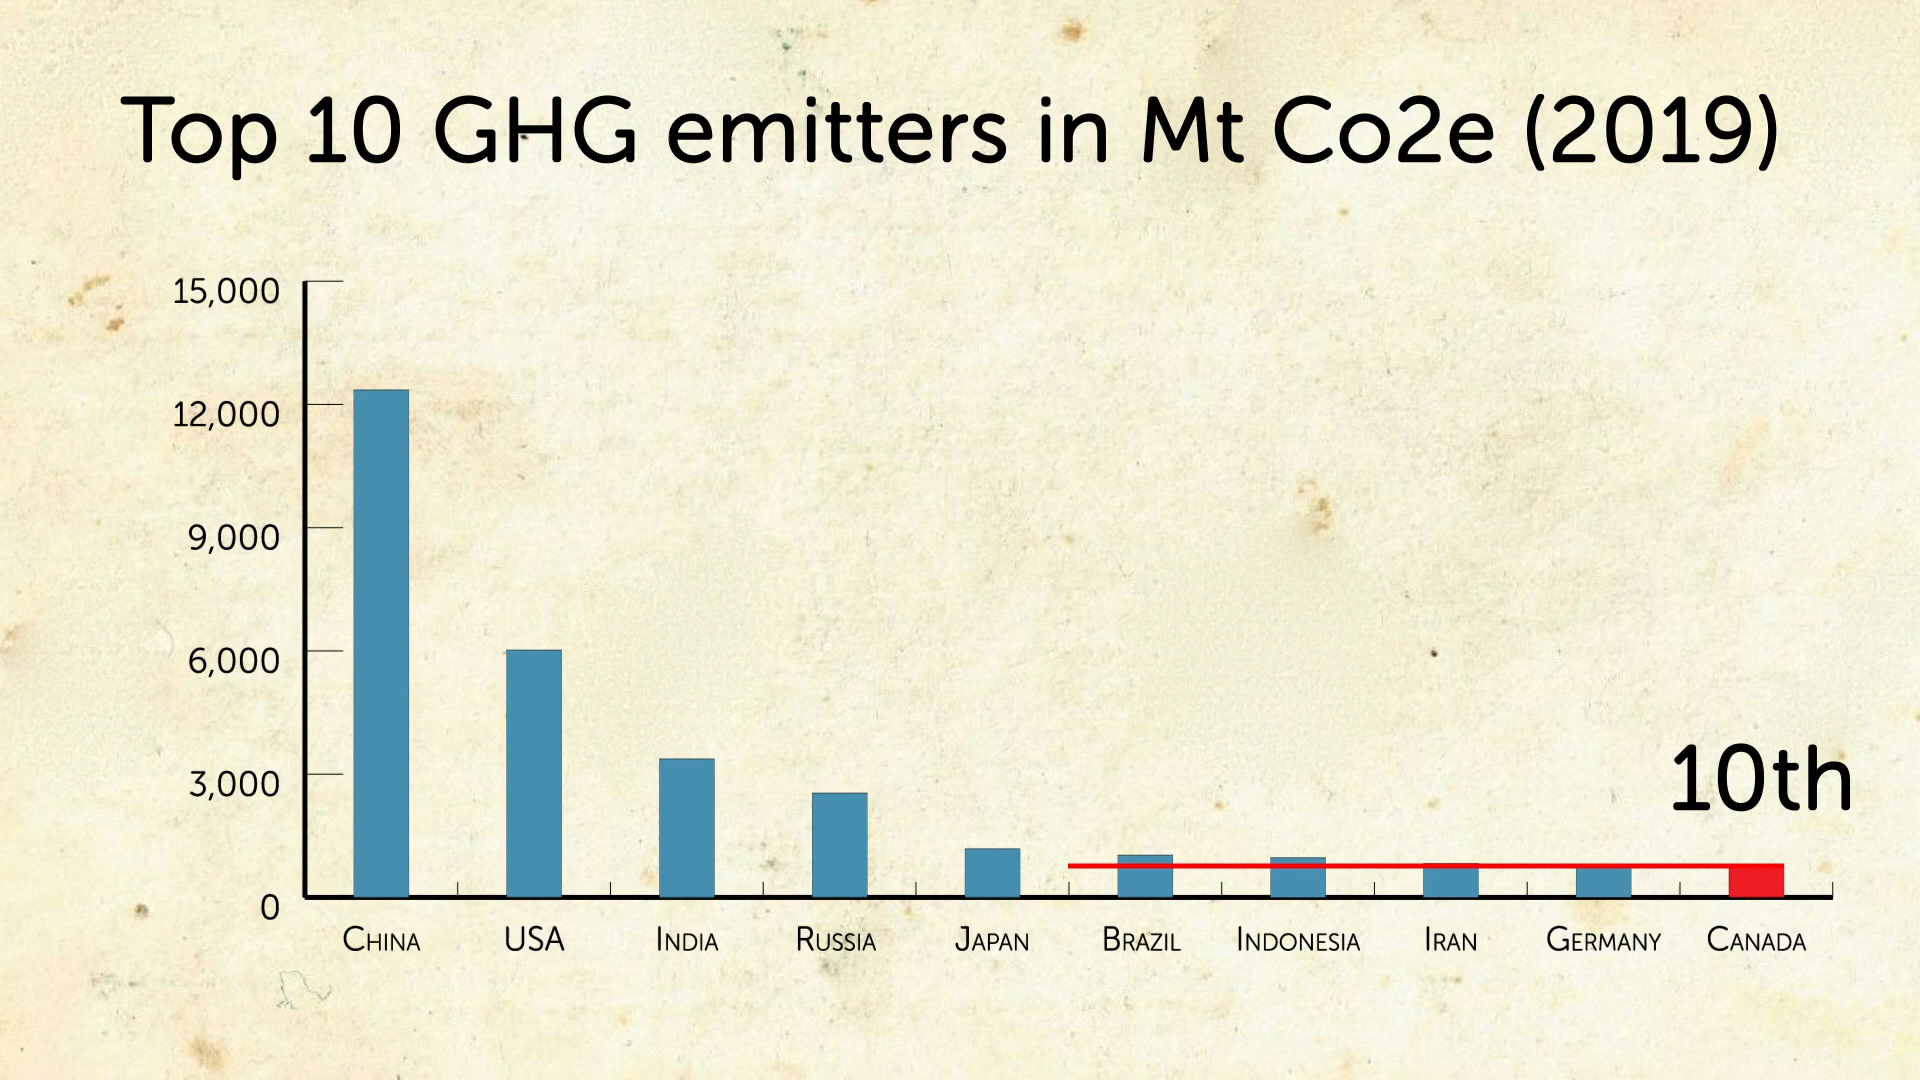 Top 10 GHG emitters in Mt Co2e (2019)
15,000
12,000
9,000
6,000
3,000
0
10th
China USA India Russia Japan Brazil Indonesia Iran Germany Canada